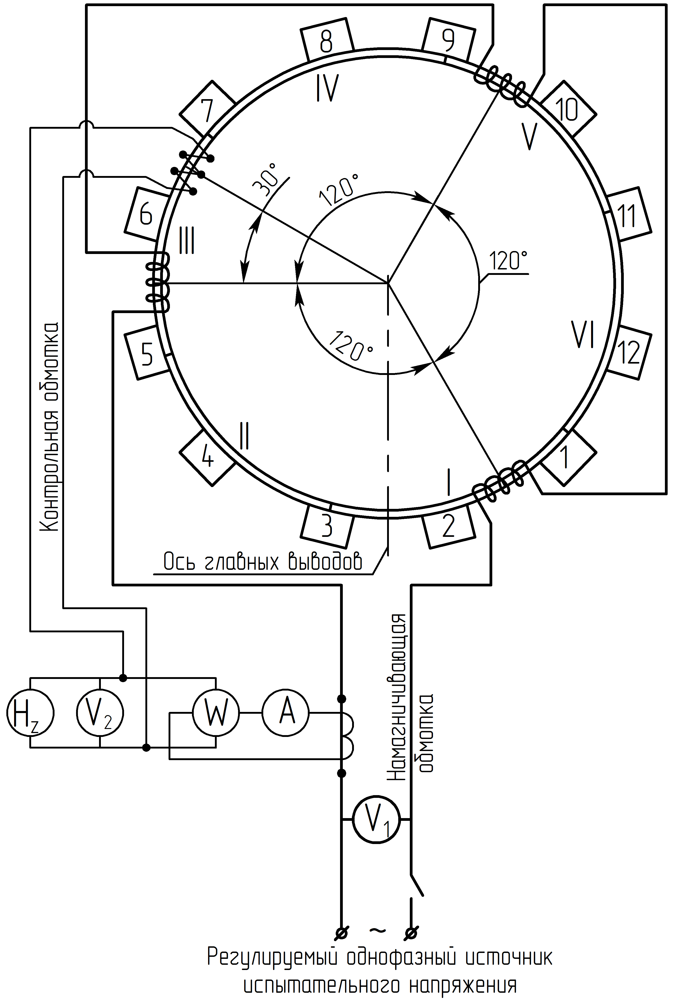 8
9
IV
7
10
V
30°
120°
6
11
III
120°
VI
5
12
120°
Контрольная обмотка
II
4
1
I
3
2
Ось главных выводов
Намагничивающая
обмотка
Hz
V2
W
A
V1
~
Регулируемый однофазный источник
испытательного напряжения